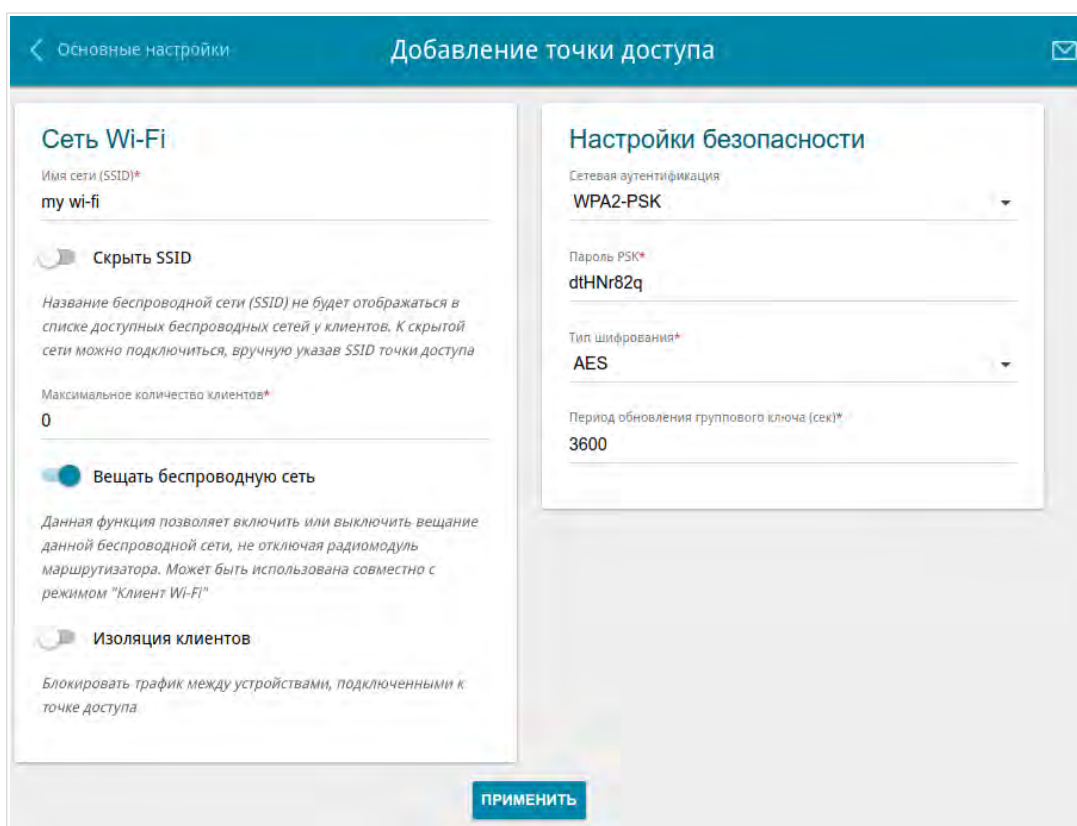 Основные настройки
Добавление точки доступа
Сеть Wi-Fi
Имя сети (SSID)*
my wi-fi
Скрыть SSID
Название беспроводной сети (SSID) не будет отображаться в
списке доступных беспроводных сетей у клиентов. К скрытой
сети можно подключиться, вручную указав SSID точки доступа
Максимальное количество клиентов*
0
Вещать беспроводную сеть
Данная функция позволяет включить или выключить вещание
данной беспроводной сети, не отключая радиомодуль
маршрутизатора. Может быть использована совместно с
режимом "Клиент Wi-Fi"
Изоляция клиентов
Блокировать трафик между устройствами, подключенными к
точке доступа
Настройки безопасности
Сетевая аутентификация
WPA2-PSK
Пароль PSK*
dtHNr82q
Тип шифрования*
AES
Период обновления группового ключа (сек)*
3600
ПРИМЕНИТЬ